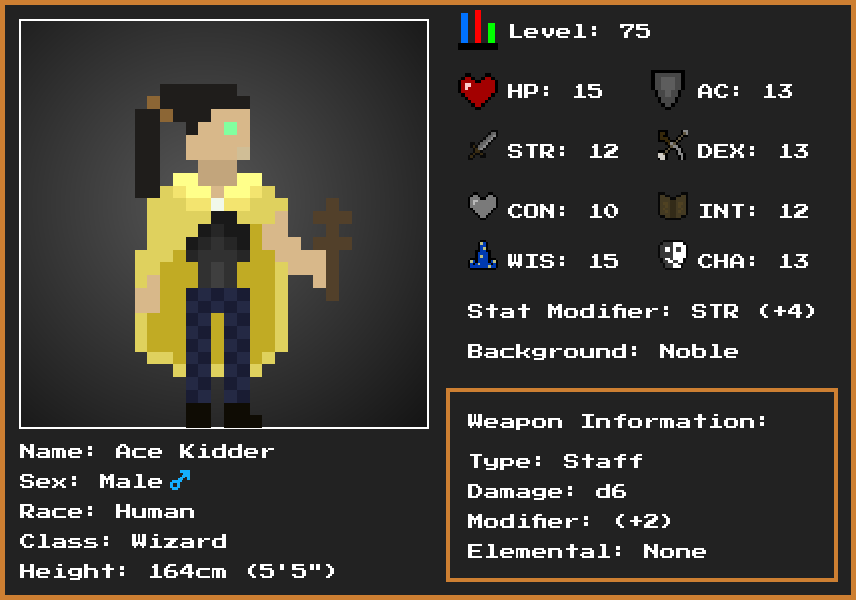 Level: 75
HP: 15 AC: 13
STR: 12 DEX: 13
CON: 10 INT: 12
WIS: 15 CHA: 13
Stat Modifier: STR (+4)
Background: Noble
Weapon Information:
Type: Staff
Damage: d6
Modifier: (+2)
Elemental: None
Name: Ace Kidder
Sex: Male ♂
Race: Human
Class: Wizard
Height: 164cm (5'5")